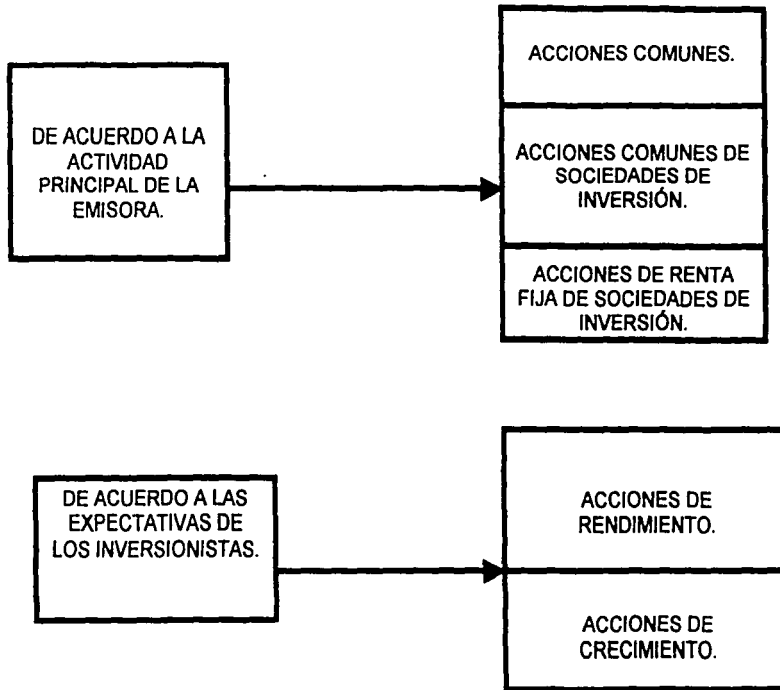 DE ACUERDO A LA
ACTIVIDAD
PRINCIPAL DE LA
EMISORA.
ACCIONES COMUNES.
ACCIONES COMUNES DE
SOCIEDADES DE
INVERSIÓN.
ACCIONES DE RENTA
FIJA DE SOCIEDADES DE
INVERSIÓN.
DE ACUERDO A LAS
EXPECTATIVAS DE
LOS INVERSIONISTAS.
ACCIONES DE
RENDIMIENTO.
ACCIONES DE
CRECIMIENTO.